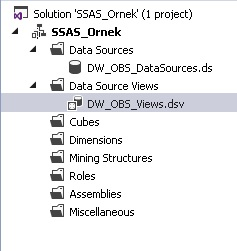 Solution 'SSAS_Ornek' (1 project)
SSAS_Ornek
Data Sources
DW_OBS_DataSources.ds
Data Source Views
DW_OBS_Views.dsv
Cubes
Dimensions
Mining Structures
Roles
Assemblies
Miscellaneous